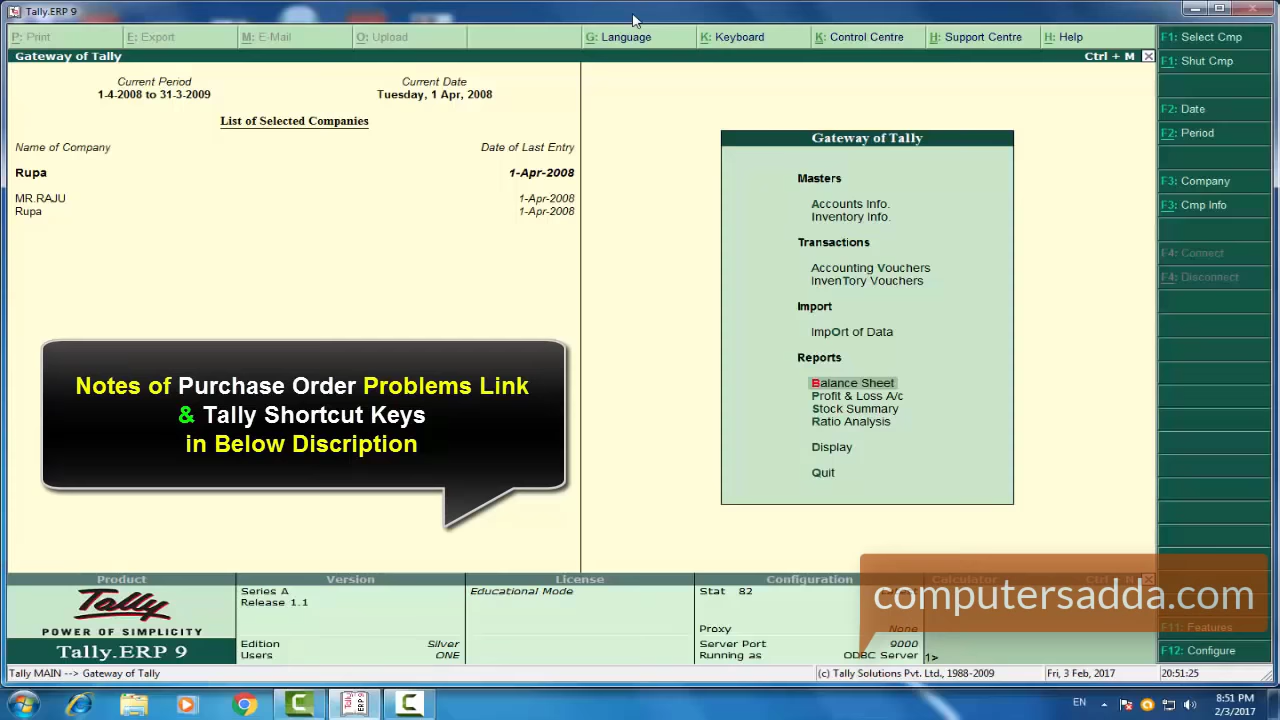 Tally.ERP 9
P: Print
E: Export
M: E-Mail
O: Upload
G: Language
K: Keyboard
K: Control Centre
H: Support Centre
H: Help
F1: Select Cmp
F1: Shut Cmp
F2: Date
F2: Period
F3: Company
F3: Cmp Info
F4: Connect
F4: Disconnect
Gateway of Tally
Ctrl + M
Current Period
1-4-2008 to 31-3-2009
Current Date
Tuesday, 1 Apr, 2008
List of Selected Companies
Name of Company
Date of Last Entry
Rupa
1-Apr-2008
MR.RAJU
1-Apr-2008
Rupa
1-Apr-2008
Gateway of Tally
Masters
Accounts Info.
Inventory Info.
Transactions
Accounting Vouchers
InvenTory Vouchers
Import
ImpOrt of Data
Reports
Balance Sheet
Profit & Loss A/c
Stock Summary
Ratio Analysis
Display
Quit
Notes of Purchase Order Problems Link
& Tally Shortcut Keys
in Below Discription
computersadda.com
Product
Tally
POWER OF SIMPLICITY
Tally.ERP 9
Version
Series A
Release 1.1
Edition Silver
Users ONE
License
Educational Mode
Configuration
Stat 82
Proxy None
Server Port 9000
Running as ODBC Server
Calculator
Ctrl + N
1>
F11: Features
F12: Configure
Tally MAIN --> Gateway of Tally
(c) Tally Solutions Pvt. Ltd., 1988-2009
Fri, 3 Feb, 2017
20:51:25
EN
8:51 PM
2/3/2017